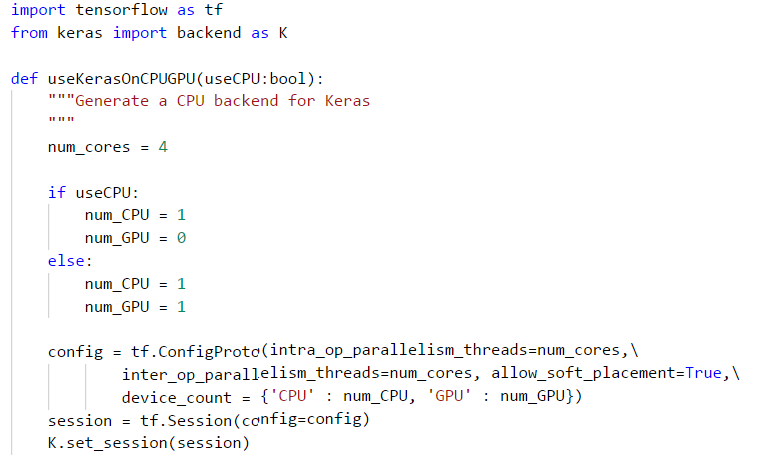 import tensorflow as tf
from keras import backend as K
def useKerasOnCPUGPU(useCPU:bool):
"""Generate a CPU backend for Keras
"""
num_cores = 4
if useCPU:
num_CPU = 1
num_GPU = 0
else:
num_CPU = 1
num_GPU = 1
config = tf.ConfigProto(intra_op_parallelism_threads=num_cores,\
inter_op_parallelism_threads=num_cores, allow_soft_placement=True,\
device_count = {'CPU' : num_CPU, 'GPU' : num_GPU})
session = tf.Session(config=config)
K.set_session(session)